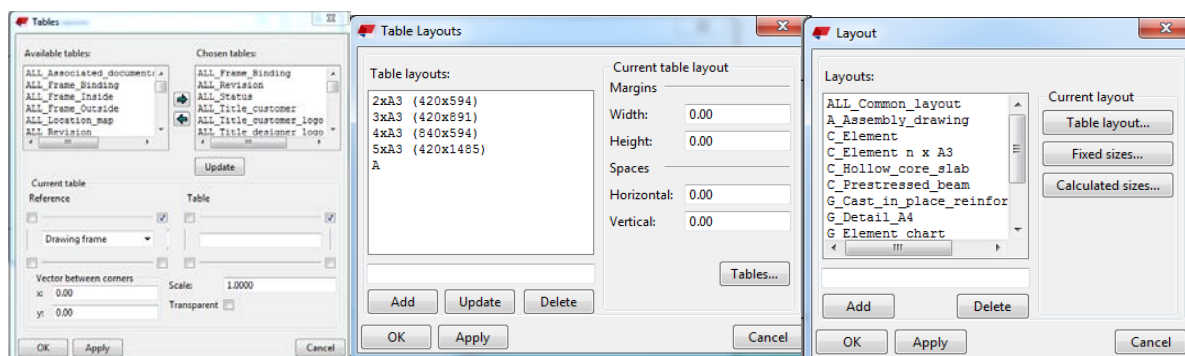 Tables
Available tables:
ALL_Associated_document:
ALL_Frame_Binding
ALL_Frame_Inside
ALL_Frame_Outside
ALL_Location_map
ALL_Revision
Chosen tables:
ALL_Frame_Binding
ALL_Revision
ALL_Status
ALL_Title_customer
ALL_Title_customer_logo
ALL_Title_designer_logo
Update
Current table
Reference
Table
Drawing frame
Vector between corners
x: 0.00
y: 0.00
Scale: 1.0000
Transparent
OK
Apply
Cancel
Table Layouts
Table layouts:
2xA3 (420x594)
3xA3 (420x891)
4xA3 (840x594)
5xA3 (420x1485)
A
Current table layout
Margins
Width: 0.00
Height: 0.00
Spaces
Horizontal: 0.00
Vertical: 0.00
Tables...
Add
Update
Delete
OK
Apply
Cancel
Layout
Layouts:
ALL_Common_layout
A_Assembly_drawing
C_Element
C_Element n x A3
C_Hollow_core_slab
C_Prestressed_beam
G_Cast_in_place_reinfor
G_Detail_A4
G_Element chart
Current layout
Table layout...
Fixed sizes...
Calculated sizes...
Add
Delete
OK
Apply
Cancel